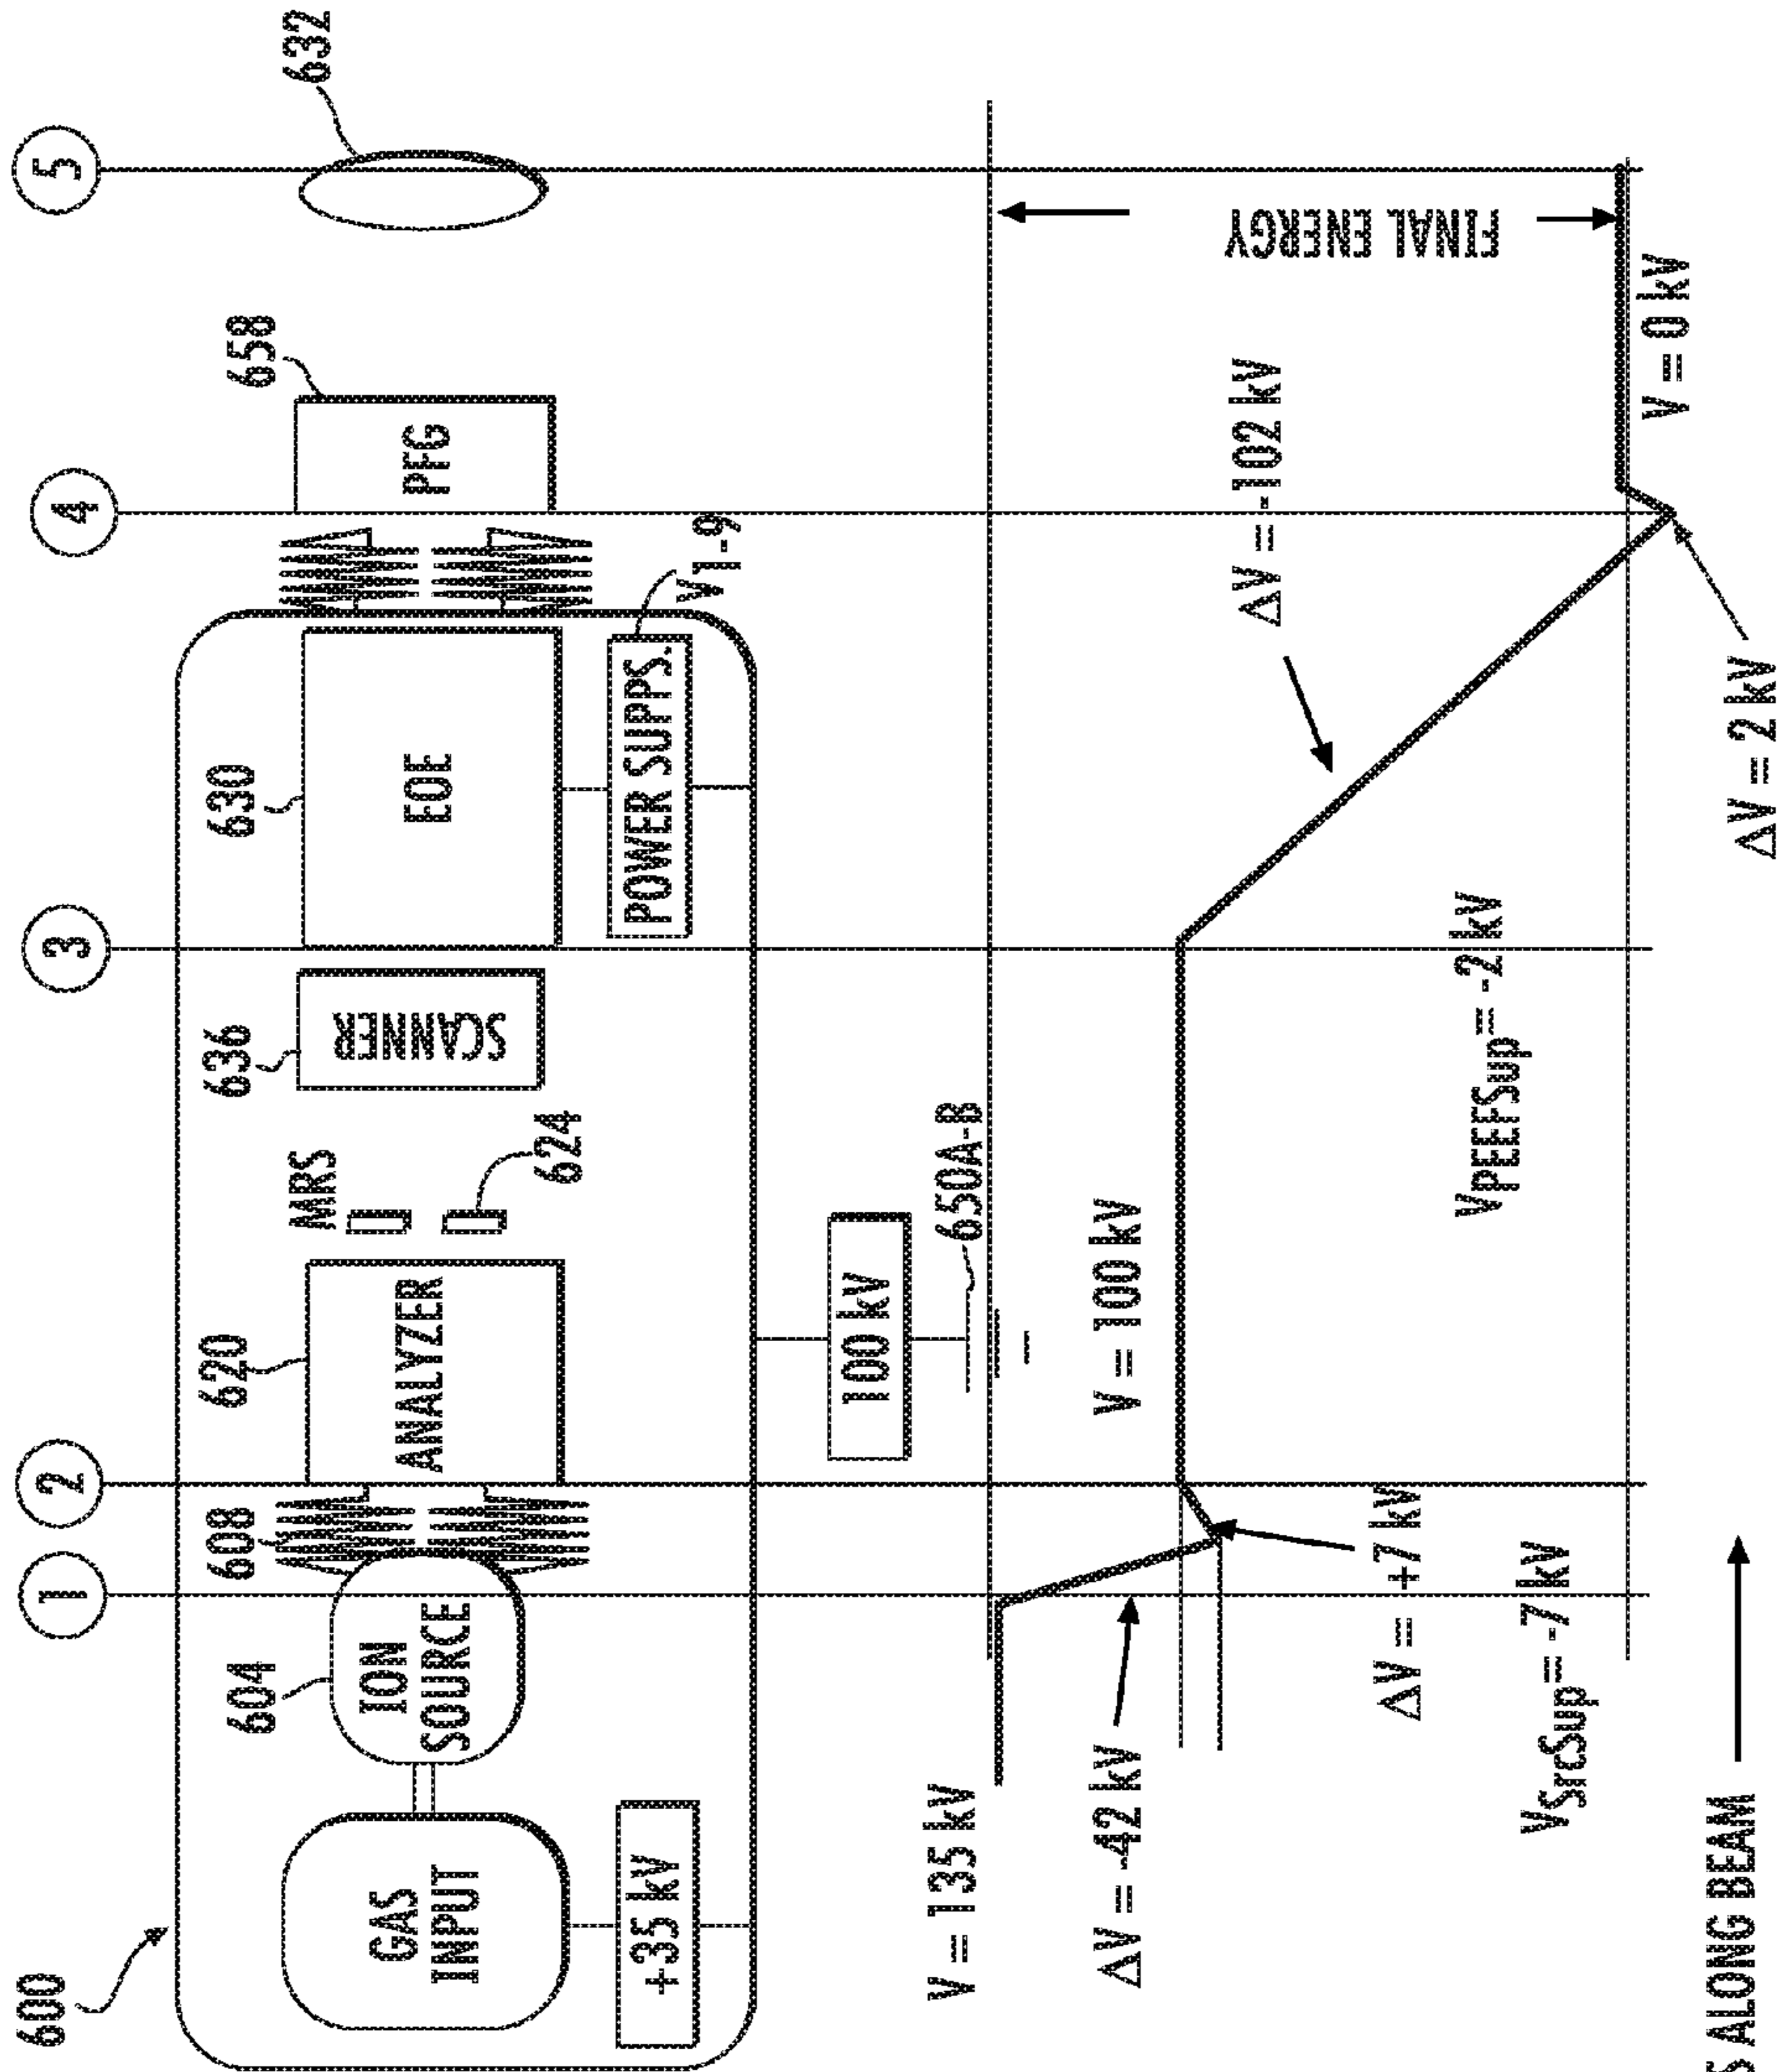 1
2
3
4
5
600
604
608
620
MRS
624
636
630
658
632
GAS
INPUT
+35 kV
ION
SOURCE
ANALYZER
SCANNER
EOE
POWER SUPPS.
V1-9
PFG
100 kV
650A-B
V = 135 kV
ΔV = -42 kV
ΔV = +7 kV
VSrcSup=-7 kV
V = 100 kV
VPEEFSup= -2 kV
ΔV = -102 kV
ΔV = 2 kV
V = 0 kV
FINAL ENERGY
ALONG BEAM